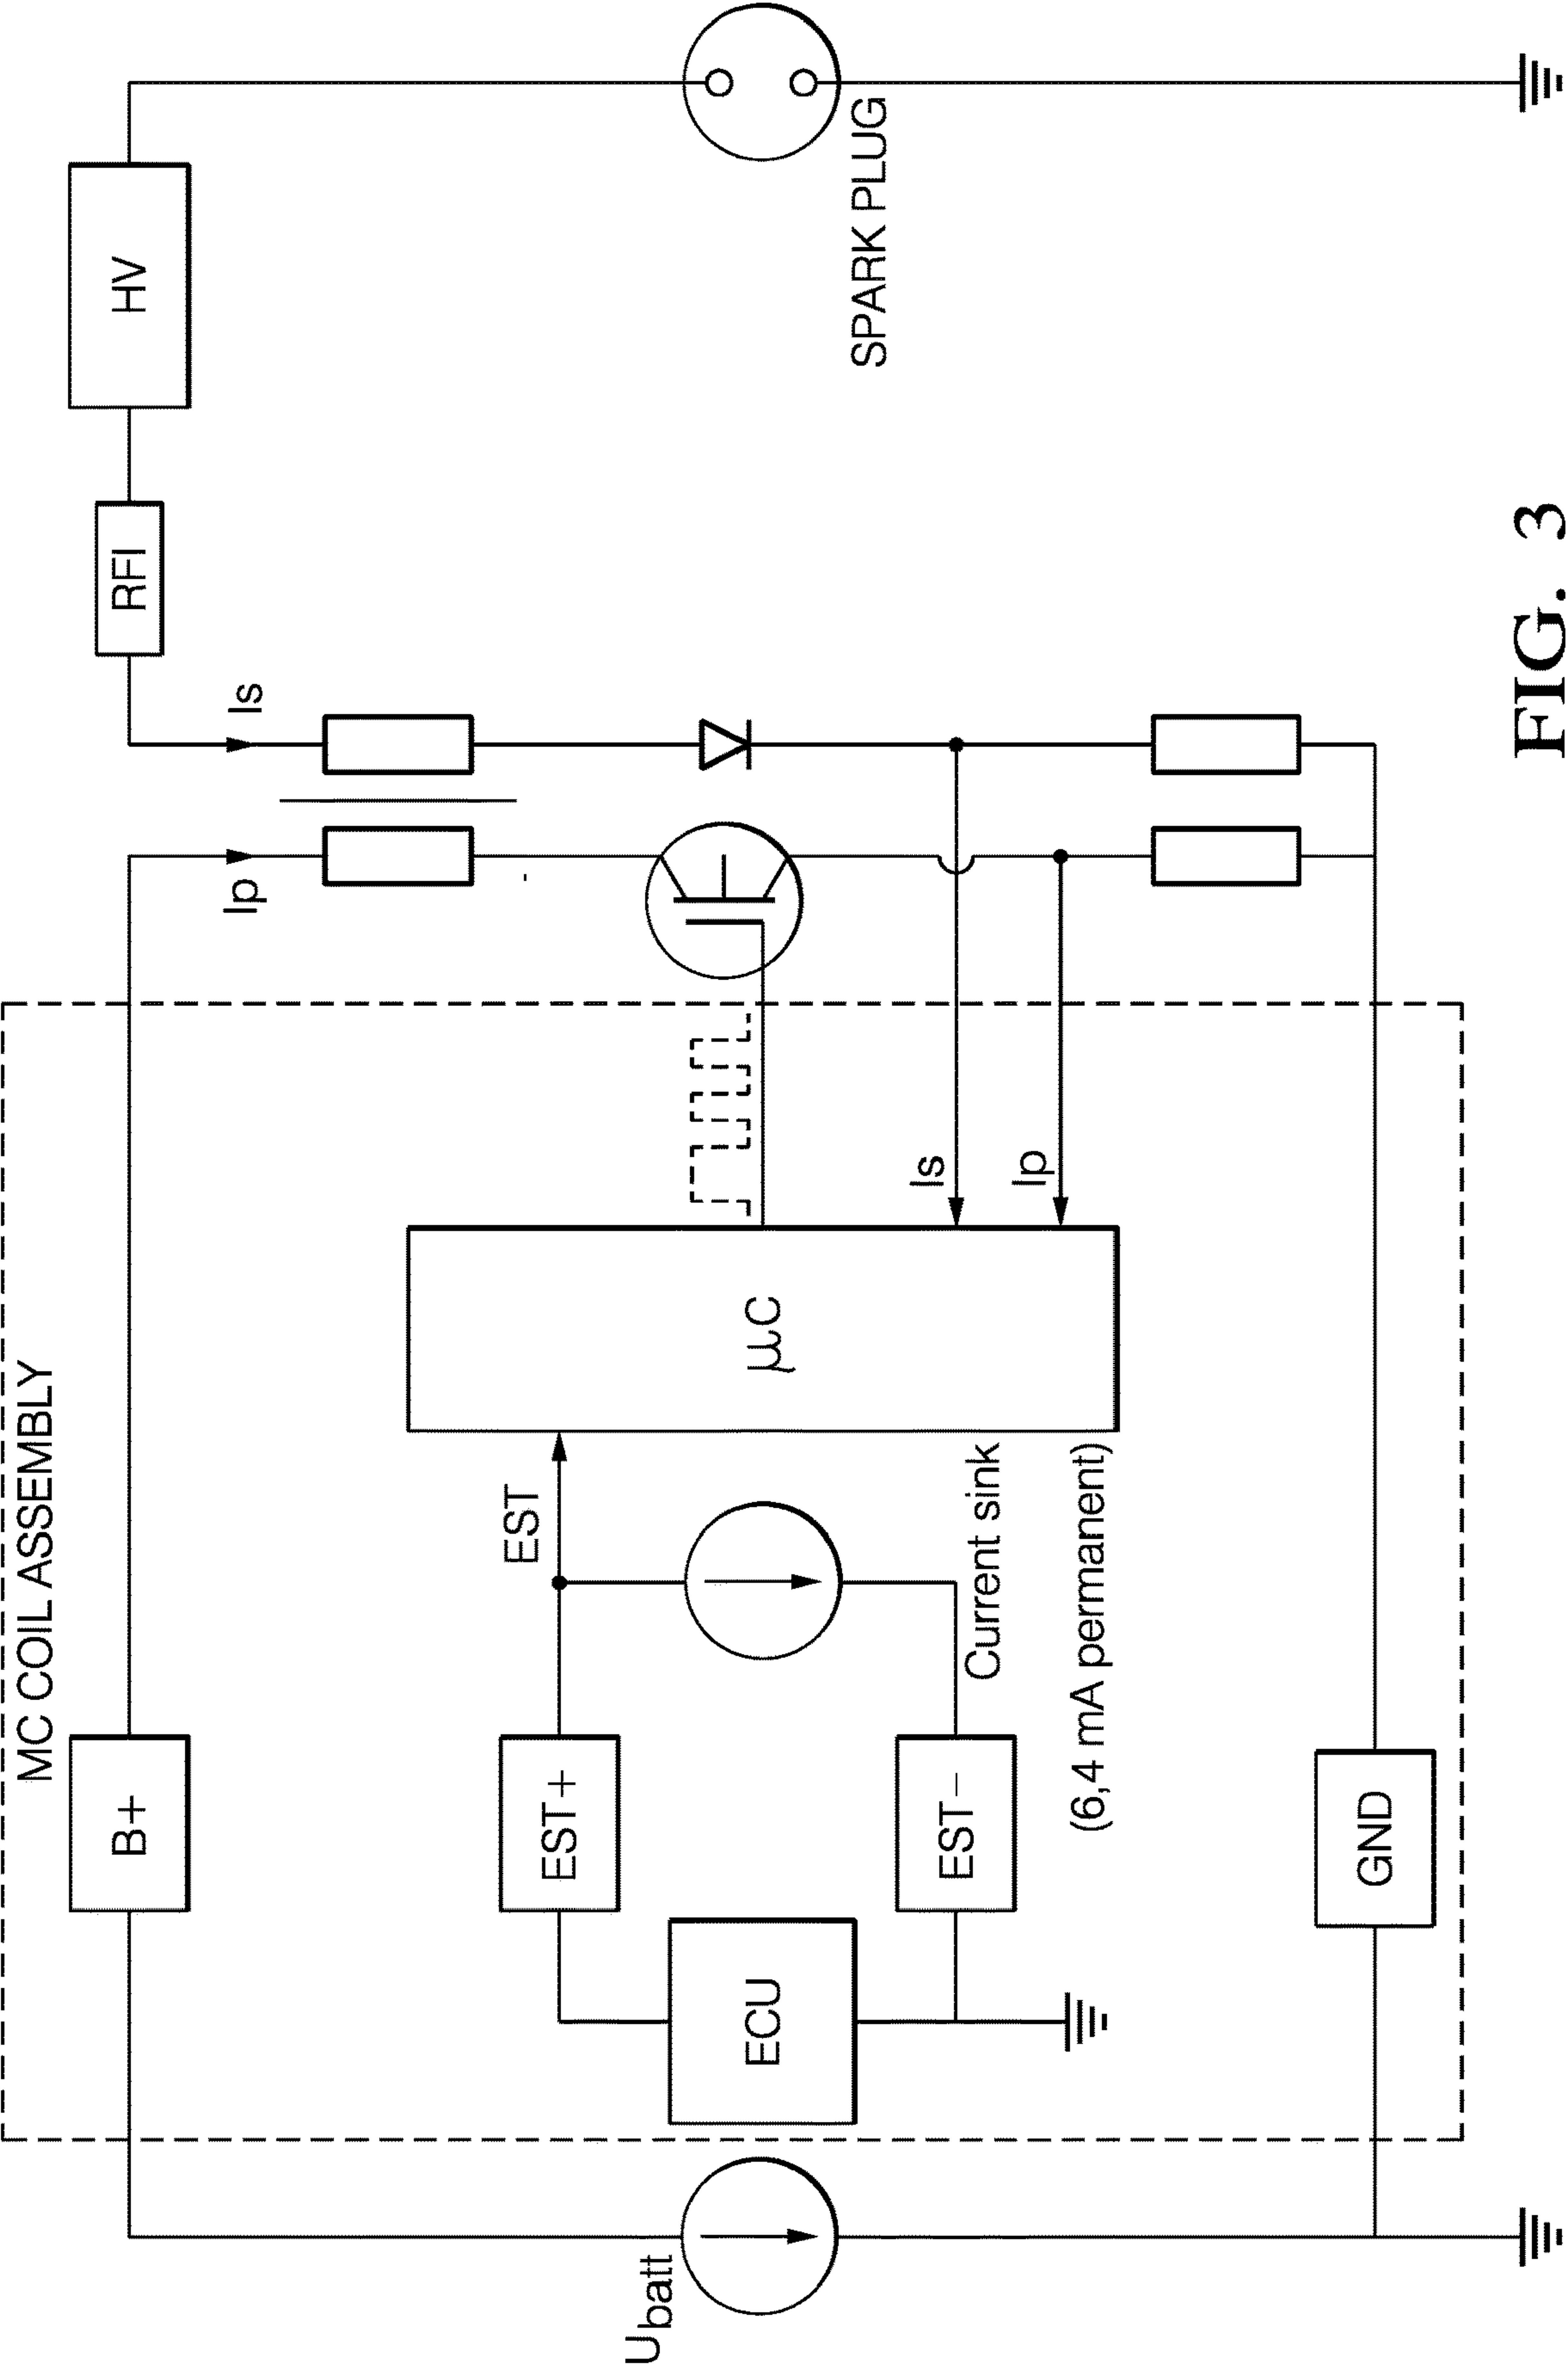 MC COIL ASSEMBLY
B+
Ip
Is
RFI
HV
EST+
EST
ECU
µC
Ubatt
EST−
Current sink
(6,4 mA permanent)
Is
Ip
SPARK PLUG
GND
FIG. 3